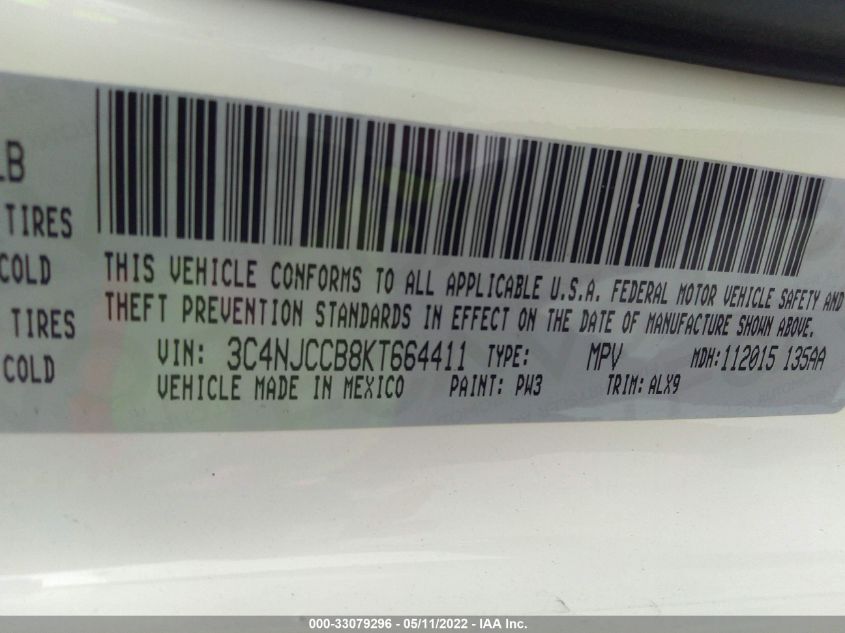 LB
TIRES
COLD
TIRES
COLD
THIS VEHICLE CONFORMS TO ALL APPLICABLE U.S.A. FEDERAL MOTOR VEHICLE SAFETY AND
THEFT PREVENTION STANDARDS IN EFFECT ON THE DATE OF MANUFACTURE SHOWN ABOVE.
VIN: 3C4NJCCB8KT664411 TYPE: MPV MDH:112015 135AA
VEHICLE MADE IN MEXICO PAINT: PW3 TRIM: ALX9
000-33079296 - 05/11/2022 - IAA Inc.